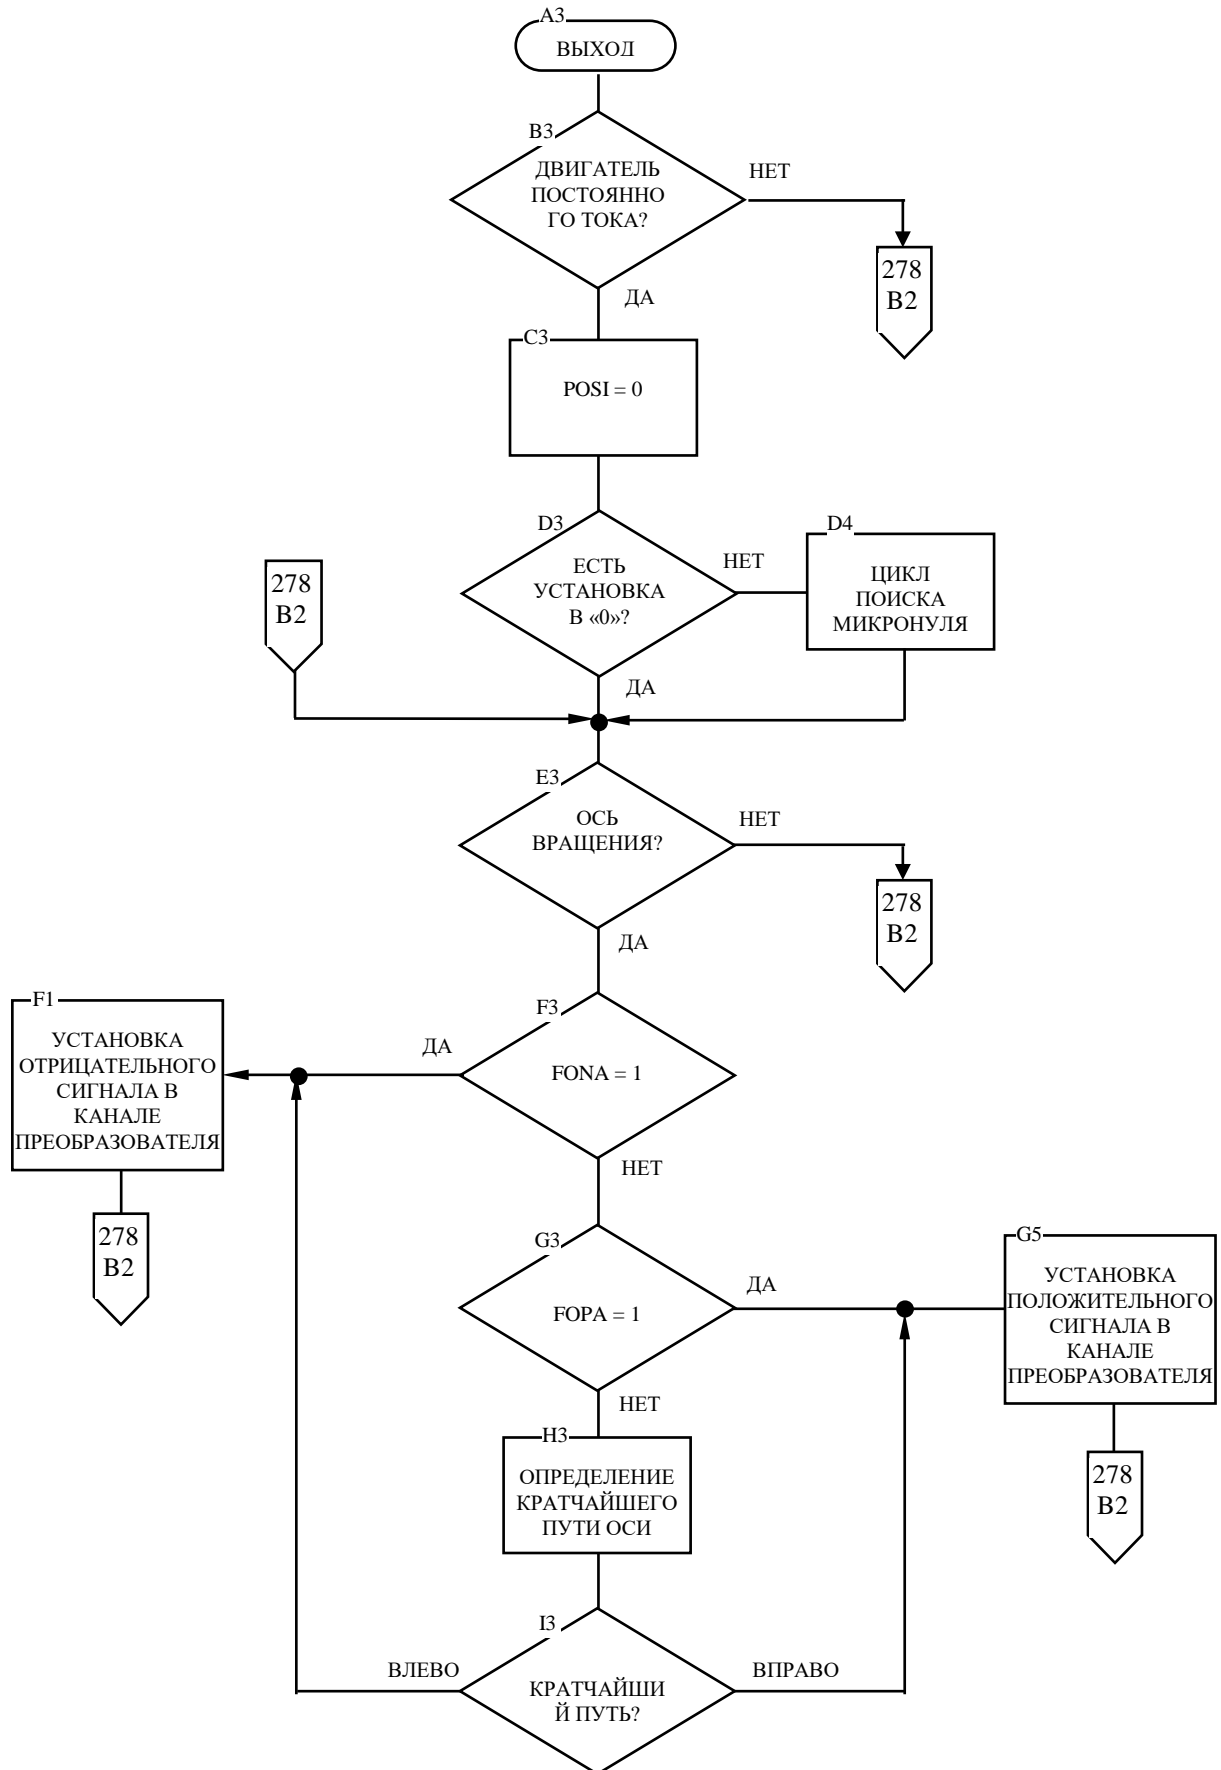 A3
ВЫХОД
B3
ДВИГАТЕЛЬ
ПОСТОЯННО
ГО ТОКА?
НЕТ
278
B2
ДА
C3
POSI = 0
D3
ЕСТЬ
УСТАНОВКА
В «0»?
НЕТ
D4
ЦИКЛ
ПОИСКА
МИКРОНУЛЯ
278
B2
ДА
E3
ОСЬ
ВРАЩЕНИЯ?
НЕТ
278
B2
ДА
F1
УСТАНОВКА
ОТРИЦАТЕЛЬНОГО
СИГНАЛА В
КАНАЛЕ
ПРЕОБРАЗОВАТЕЛЯ
278
B2
F3
ДА
FONA = 1
НЕТ
G3
FOPA = 1
ДА
G5
УСТАНОВКА
ПОЛОЖИТЕЛЬНОГО
СИГНАЛА В
КАНАЛЕ
ПРЕОБРАЗОВАТЕЛЯ
278
B2
НЕТ
H3
ОПРЕДЕЛЕНИЕ
КРАТЧАЙШЕГО
ПУТИ ОСИ
I3
ВЛЕВО
ВПРАВО
КРАТЧАЙШИ
Й ПУТЬ?